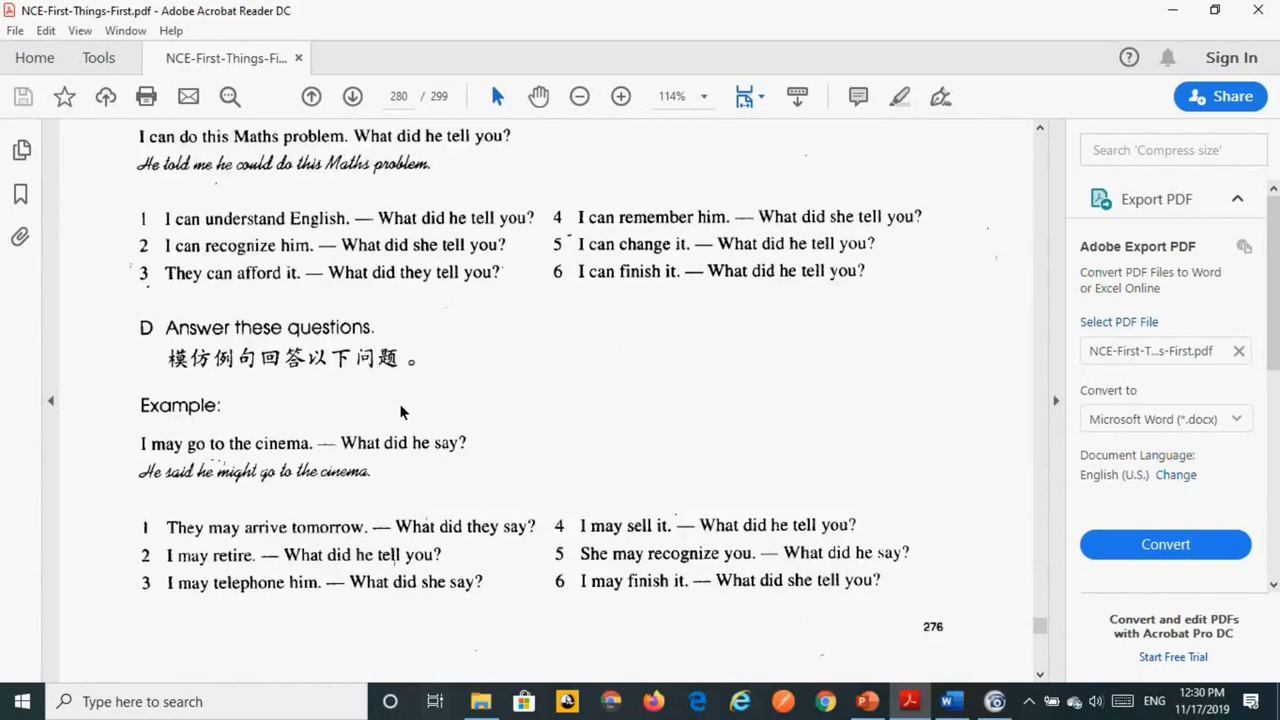 NCE-First-Things-First.pdf - Adobe Acrobat Reader DC
File Edit View Window Help
Home Tools NCE-First-Things-Fi... × Sign In
280 / 299 114% Share
I can do this Maths problem. What did he tell you?
He told me he could do this Maths problem.
1 I can understand English. — What did he tell you?
2 I can recognize him. — What did she tell you?
3 They can afford it. — What did they tell you?
4 I can remember him. — What did she tell you?
5 I can change it. — What did he tell you?
6 I can finish it. — What did he tell you?
D Answer these questions.
模仿例句回答以下问题。
Example:
I may go to the cinema. — What did he say?
He said he might go to the cinema.
1 They may arrive tomorrow. — What did they say?
2 I may retire. — What did he tell you?
3 I may telephone him. — What did she say?
4 I may sell it. — What did he tell you?
5 She may recognize you. — What did he say?
6 I may finish it. — What did she tell you?
276
Search 'Compress size'
Export PDF
Adobe Export PDF
Convert PDF Files to Word
or Excel Online
Select PDF File
NCE-First-T...s-First.pdf ×
Convert to
Microsoft Word (*.docx)
Document Language:
English (U.S.) Change
Convert
Convert and edit PDFs
with Acrobat Pro DC
Start Free Trial
Type here to search
ENG
12:30 PM
11/17/2019